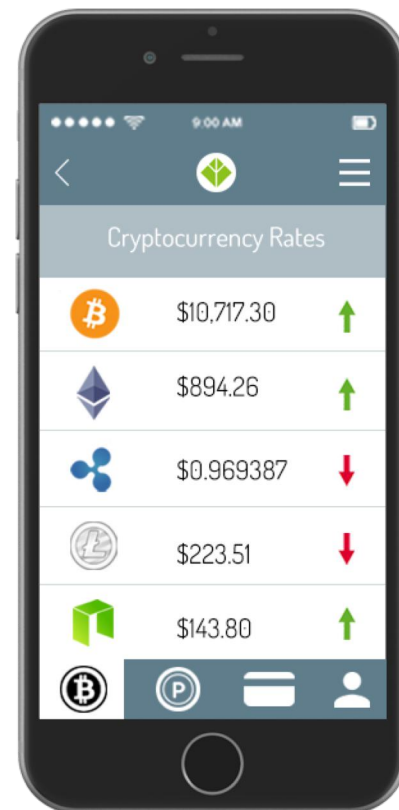 9:00 AM
Cryptocurrency Rates
$10,717.30
$894.26
$0.969387
$223.51
$143.80
P